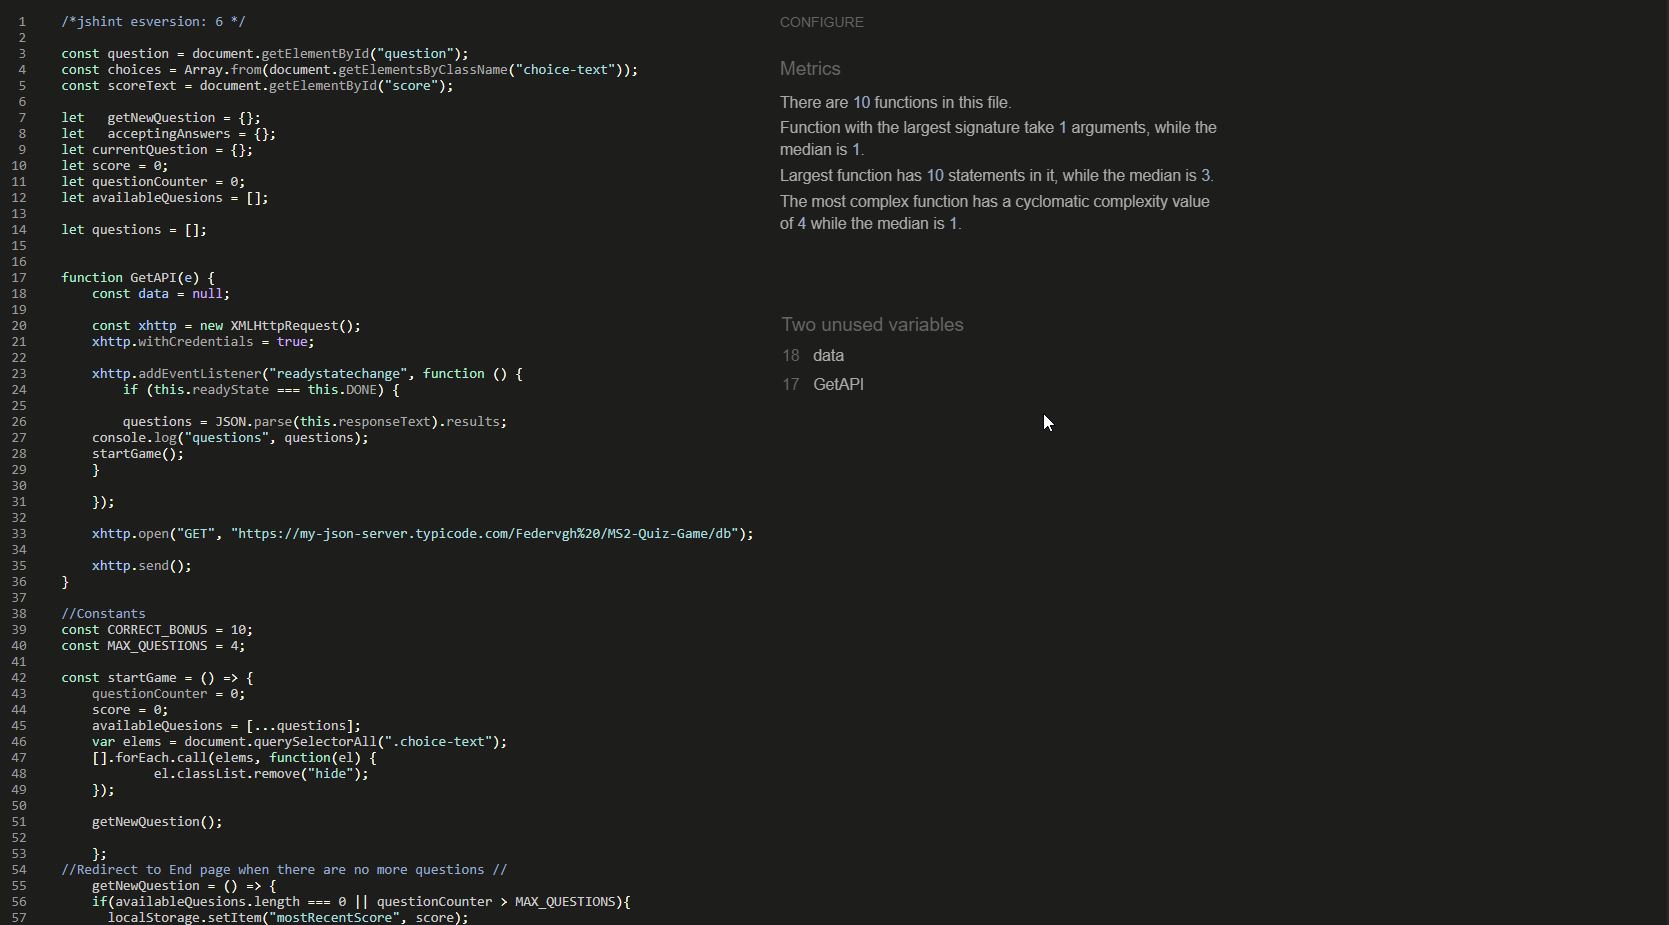 1 /*jshint esversion: 6 */
2
3 const question = document.getElementById("question");
4 const choices = Array.from(document.getElementsByClassName("choice-text"));
5 const scoreText = document.getElementById("score");
6
7 let   getNewQuestion = {};
8 let   acceptingAnswers = {};
9 let currentQuestion = {};
10 let score = 0;
11 let questionCounter = 0;
12 let availableQuesions = [];
13
14 let questions = [];
15
16
17 function GetAPI(e) {
18     const data = null;
19
20     const xhttp = new XMLHttpRequest();
21     xhttp.withCredentials = true;
22
23     xhttp.addEventListener("readystatechange", function () {
24         if (this.readyState === this.DONE) {
25
26         questions = JSON.parse(this.responseText).results;
27     console.log("questions", questions);
28     startGame();
29     }
30
31     });
32
33     xhttp.open("GET", "https://my-json-server.typicode.com/Federvgh%20/MS2-Quiz-Game/db");
34
35     xhttp.send();
36 }
37
38 //Constants
39 const CORRECT_BONUS = 10;
40 const MAX_QUESTIONS = 4;
41
42 const startGame = () => {
43     questionCounter = 0;
44     score = 0;
45     availableQuesions = [...questions];
46     var elems = document.querySelectorAll(".choice-text");
47     [].forEach.call(elems, function(el) {
48             el.classList.remove("hide");
49     });
50
51     getNewQuestion();
52
53     };
54 //Redirect to End page when there are no more questions //
55     getNewQuestion = () => {
56     if(availableQuesions.length === 0 || questionCounter > MAX_QUESTIONS){
57       localStorage.setItem("mostRecentScore", score);
CONFIGURE
Metrics
There are 10 functions in this file.
Function with the largest signature take 1 arguments, while the
median is 1.
Largest function has 10 statements in it, while the median is 3.
The most complex function has a cyclomatic complexity value
of 4 while the median is 1.
Two unused variables
18 data
17 GetAPI